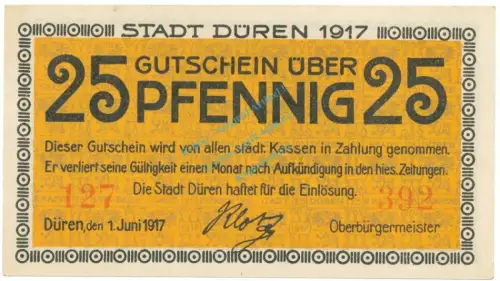 STADT DÜREN 1917
25 GUTSCHEIN ÜBER 25
PFENNIG
Dieser Gutschein wird von allen städt. Kassen in Zahlung genommen.
Er verliert seine Gültigkeit einen Monat nach Aufkündigung in den hies. Zeitungen.
127 Die Stadt Düren haftet für die Einlösung. 392
Düren, den 1. Juni 1917 Klotz Oberbürgermeister